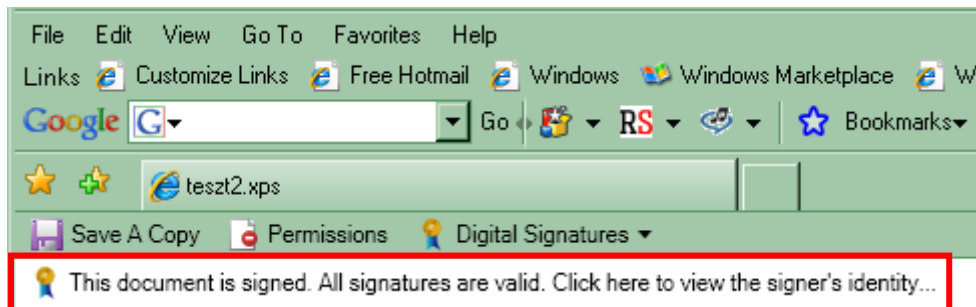 File Edit View Go To Favorites Help
Links Customize Links Free Hotmail Windows Windows Marketplace W
Google G Go RS Bookmarks
teszt2.xps
Save A Copy Permissions Digital Signatures
This document is signed. All signatures are valid. Click here to view the signer's identity...